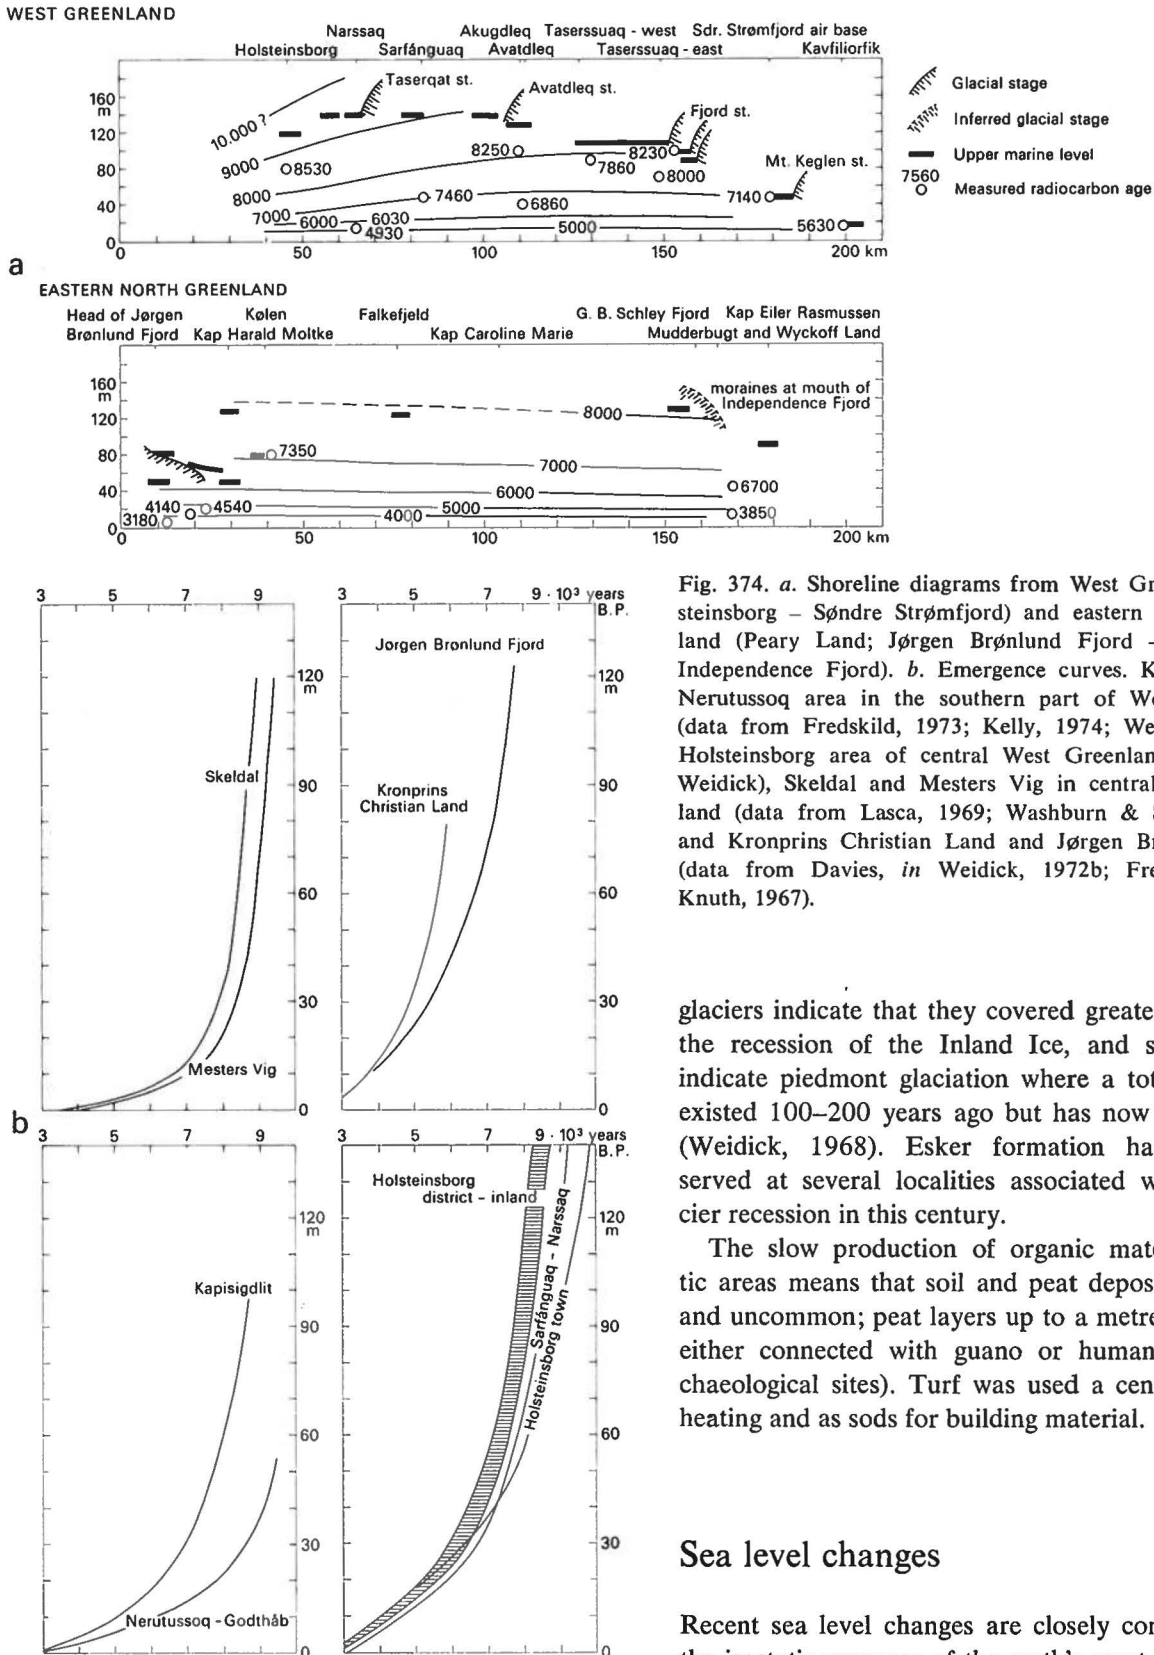 WEST GREENLAND
Narssaq Akugdleq Taserssuaq - west Sdr. Strømfjord air base
Holsteinsborg Sarfánguaq Avatdleq Taserssuaq - east Kavfiliorfik
160
m
120
80
40
0
Taserqat st.
Avatdleq st.
Fjord st.
Mt. Keglen st.
10.000 ?
9000
8000
7000
6000
5000
8530
8250
8230
7860
8000
7460
6860
7140
6030
4930
5630
0 50 100 150 200 km
Glacial stage
Inferred glacial stage
Upper marine level
7560
Measured radiocarbon age
a
EASTERN NORTH GREENLAND
Head of Jørgen Kølen Falkefjeld G. B. Schley Fjord Kap Eiler Rasmussen
Brønlund Fjord Kap Harald Moltke Kap Caroline Marie Mudderbugt and Wyckoff Land
160
m
120
80
40
0
moraines at mouth of
Independence Fjord
8000
7350
7000
6700
6000
4140 4540 5000
3180 4000 3850
0 50 100 150 200 km
3 5 7 9
120
m
90
60
30
0
Skeldal
Mesters Vig
3 5 7 9 · 10³ years
B.P.
120
m
90
60
30
0
Jørgen Brønlund Fjord
Kronprins
Christian Land
b
3 5 7 9
120
m
90
60
30
0
Kapisigdlit
Nerutussoq - Godthåb
3 5 7 9 · 10³ years
B.P.
120
m
90
60
30
0
Holsteinsborg
district - inland
Sarfánguaq - Narssaq
Holsteinsborg town
Fig. 374. a. Shoreline diagrams from West Gr
steinsborg – Søndre Strømfjord) and eastern
land (Peary Land; Jørgen Brønlund Fjord –
Independence Fjord). b. Emergence curves. K
Nerutussoq area in the southern part of We
(data from Fredskild, 1973; Kelly, 1974; We
Holsteinsborg area of central West Greenlan
Weidick), Skeldal and Mesters Vig in central
land (data from Lasca, 1969; Washburn &
and Kronprins Christian Land and Jørgen Br
(data from Davies, in Weidick, 1972b; Fre
Knuth, 1967).
glaciers indicate that they covered greate
the recession of the Inland Ice, and s
indicate piedmont glaciation where a tot
existed 100–200 years ago but has now
(Weidick, 1968). Esker formation ha
served at several localities associated w
cier recession in this century.
The slow production of organic mat
tic areas means that soil and peat depos
and uncommon; peat layers up to a metre
either connected with guano or human
chaeological sites). Turf was used a cen
heating and as sods for building material.
Sea level changes
Recent sea level changes are closely con